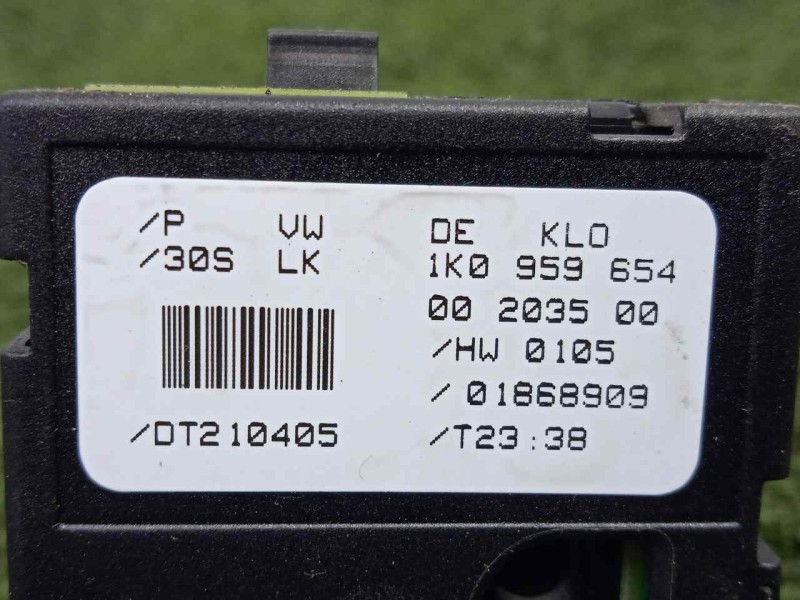 /P VW DE KLO
/30S LK 1K0 959 654
00 2035 00
/HW 0105
/ 01868909
/DT210405 /T23:38